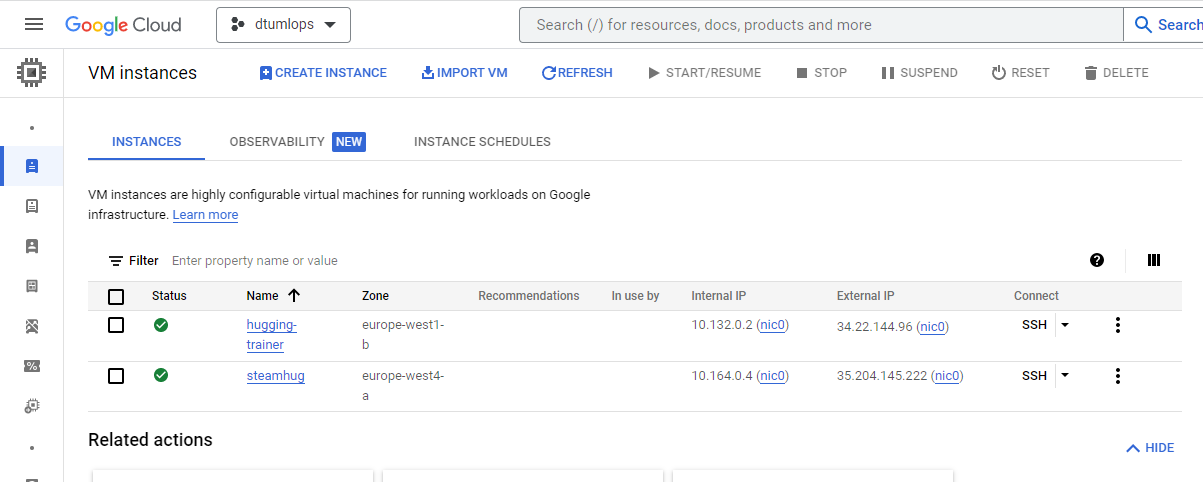 Google Cloud dtumlops Search (/) for resources, docs, products and more Search
VM instances CREATE INSTANCE IMPORT VM REFRESH START/RESUME STOP SUSPEND RESET DELETE
INSTANCES OBSERVABILITY NEW INSTANCE SCHEDULES
VM instances are highly configurable virtual machines for running workloads on Google
infrastructure. Learn more
Filter Enter property name or value
Status Name Zone Recommendations In use by Internal IP External IP Connect
hugging- europe-west1- 10.132.0.2 (nic0) 34.22.144.96 (nic0) SSH
trainer b
steamhug europe-west4- 10.164.0.4 (nic0) 35.204.145.222 (nic0) SSH
a
Related actions
HIDE